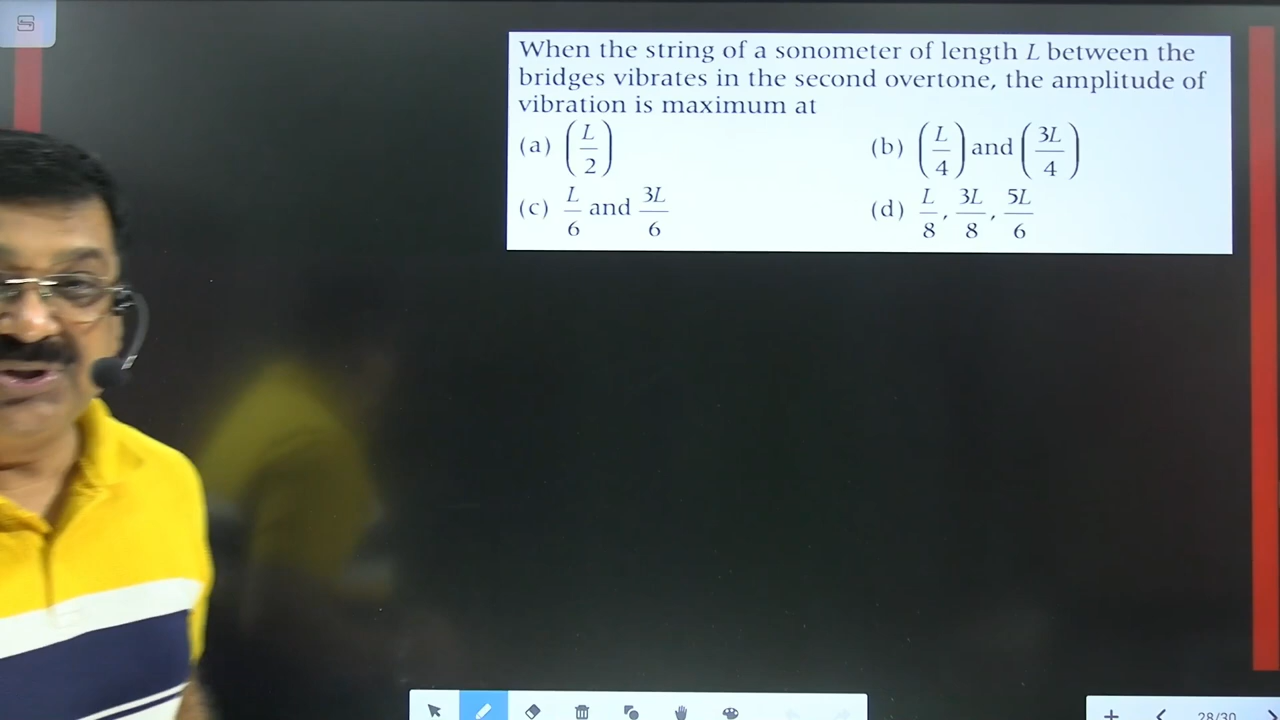 When the string of a sonometer of length L between the
bridges vibrates in the second overtone, the amplitude of
vibration is maximum at
(a) (L/2) (b) (L/4) and (3L/4)
(c) L/6 and 3L/6 (d) L/8, 3L/8, 5L/6
28/30